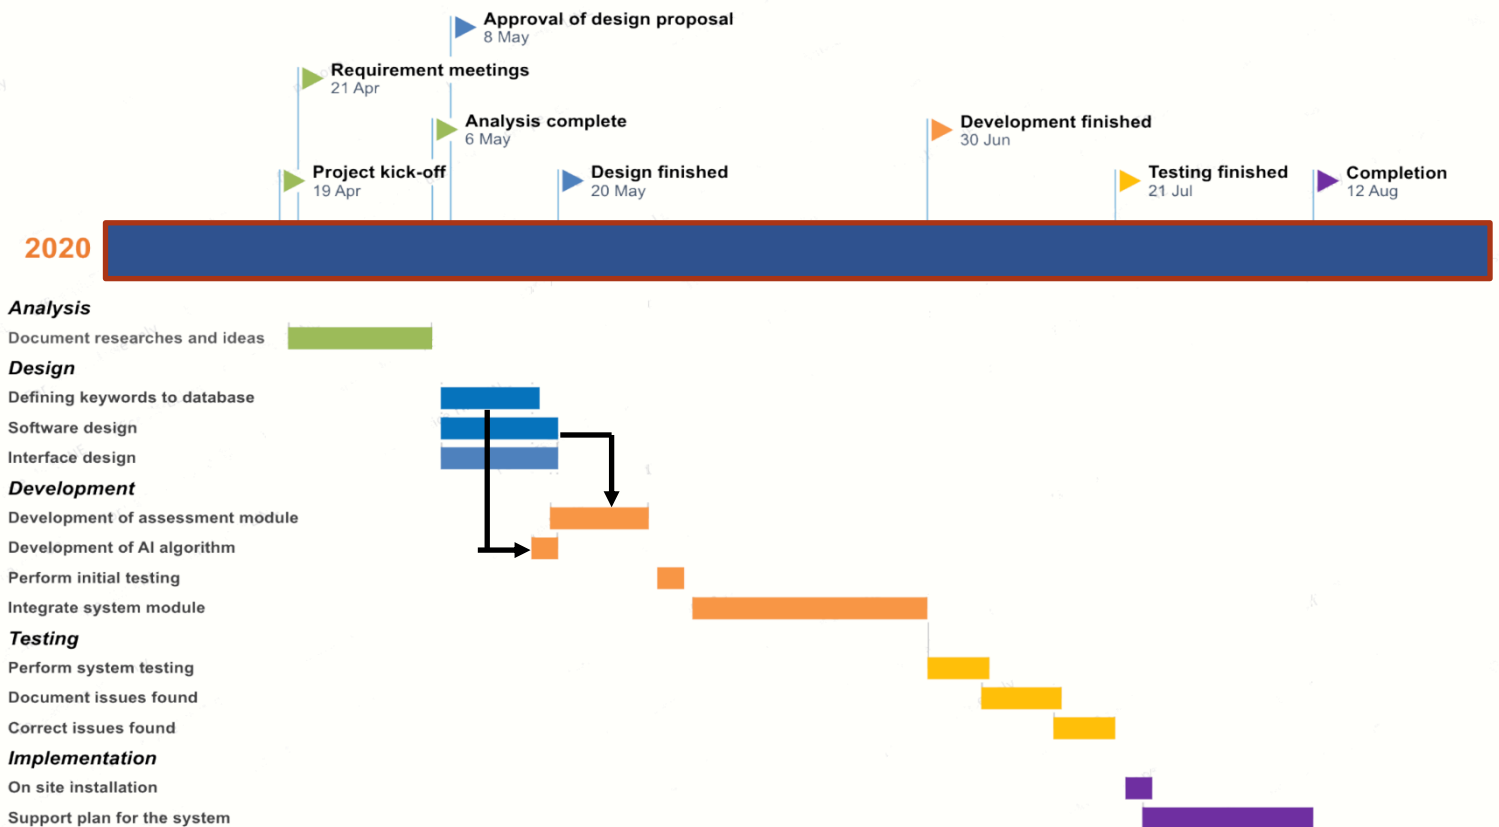 Approval of design proposal
8 May
Requirement meetings
21 Apr
Analysis complete
6 May
Development finished
30 Jun
Project kick-off
19 Apr
Design finished
20 May
Testing finished
21 Jul
Completion
12 Aug
2020
Analysis
Document researches and ideas
Design
Defining keywords to database
Software design
Interface design
Development
Development of assessment module
Development of AI algorithm
Perform initial testing
Integrate system module
Testing
Perform system testing
Document issues found
Correct issues found
Implementation
On site installation
Support plan for the system